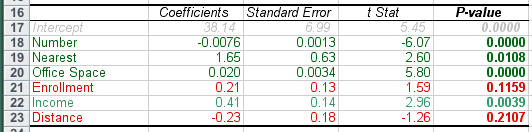 16 Coefficients Standard Error t Stat P-value
17 Intercept 38.14 6.99 5.45 0.0000
18 Number -0.0076 0.0013 -6.07 0.0000
19 Nearest 1.65 0.63 2.60 0.0108
20 Office Space 0.020 0.0034 5.80 0.0000
21 Enrollment 0.21 0.13 1.59 0.1159
22 Income 0.41 0.14 2.96 0.0039
23 Distance -0.23 0.18 -1.26 0.2107